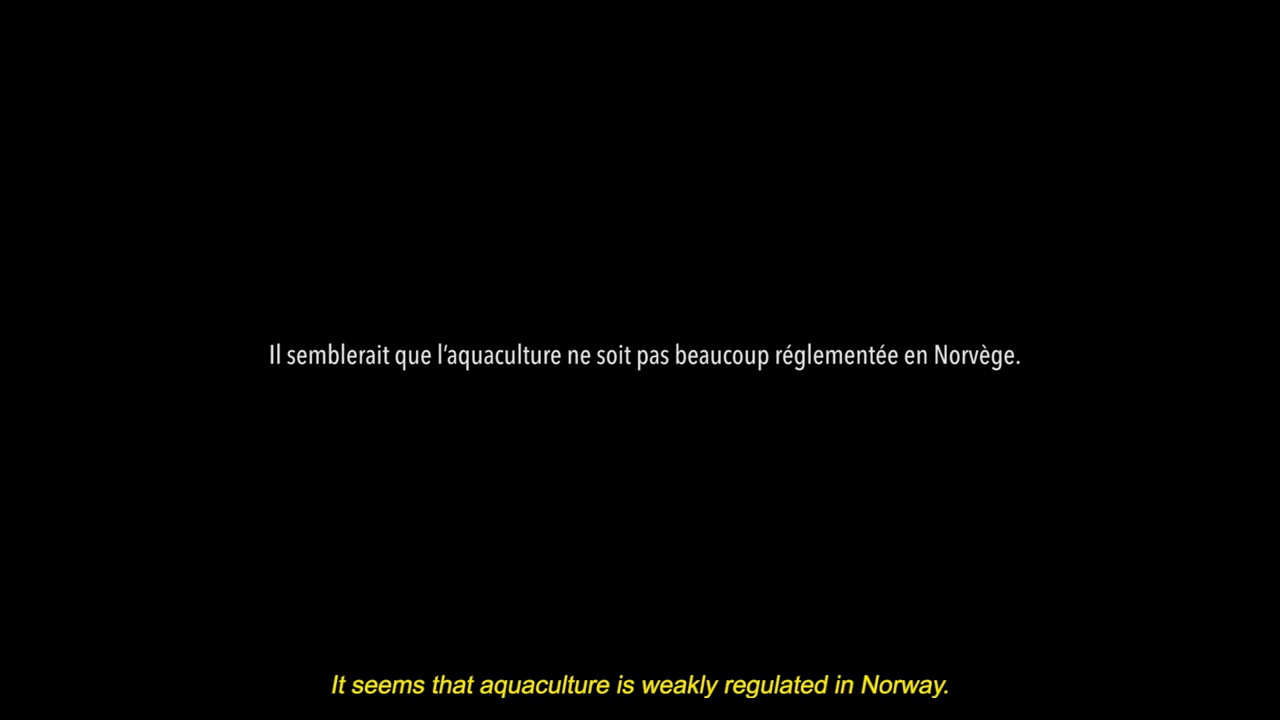 Il semblerait que l’aquaculture ne soit pas beaucoup réglementée en Norvège.
It seems that aquaculture is weakly regulated in Norway.